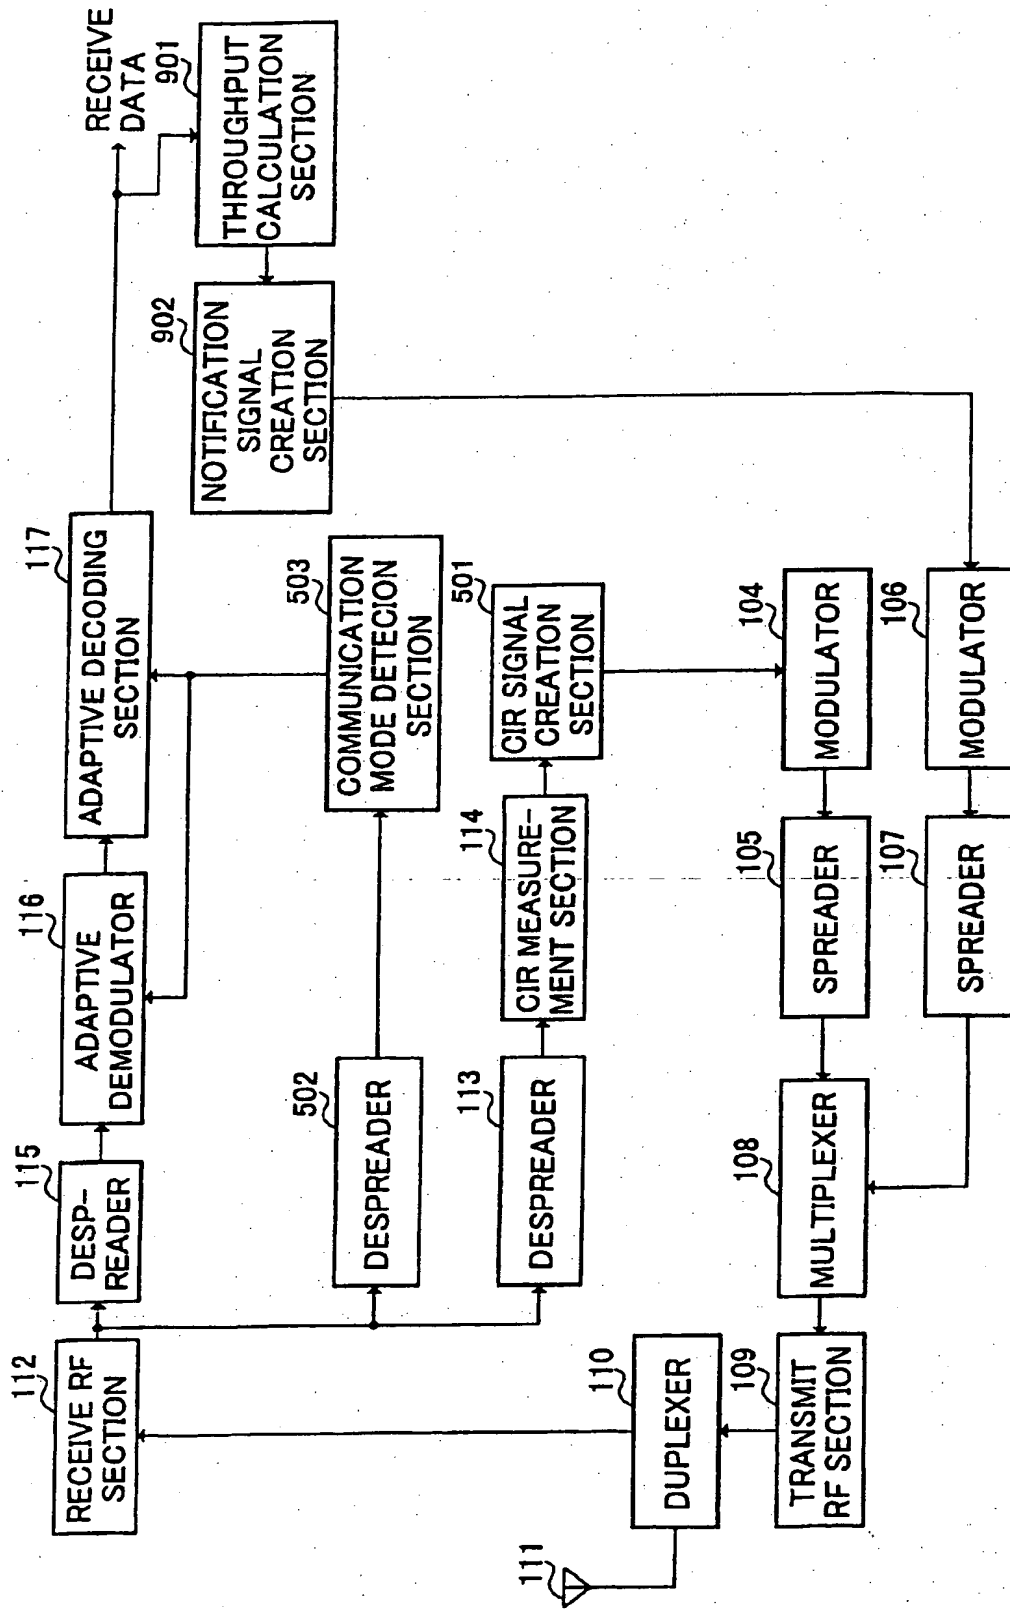 112
RECEIVE RF
SECTION
115
DESP-
READER
116
ADAPTIVE
DEMODULATOR
117
ADAPTIVE DECODING
SECTION
RECEIVE
DATA
901
THROUGHPUT
CALCULATION
SECTION
902
NOTIFICATION
SIGNAL
CREATION
SECTION
502
DESPREADER
503
COMMUNICATION
MODE DETECION
SECTION
113
DESPREADER
114
CIR MEASURE-
MENT SECTION
501
CIR SIGNAL
CREATION
SECTION
111
110
DUPLEXER
109
TRANSMIT
RF SECTION
108
MULTIPLEXER
105
SPREADER
104
MODULATOR
107
SPREADER
106
MODULATOR